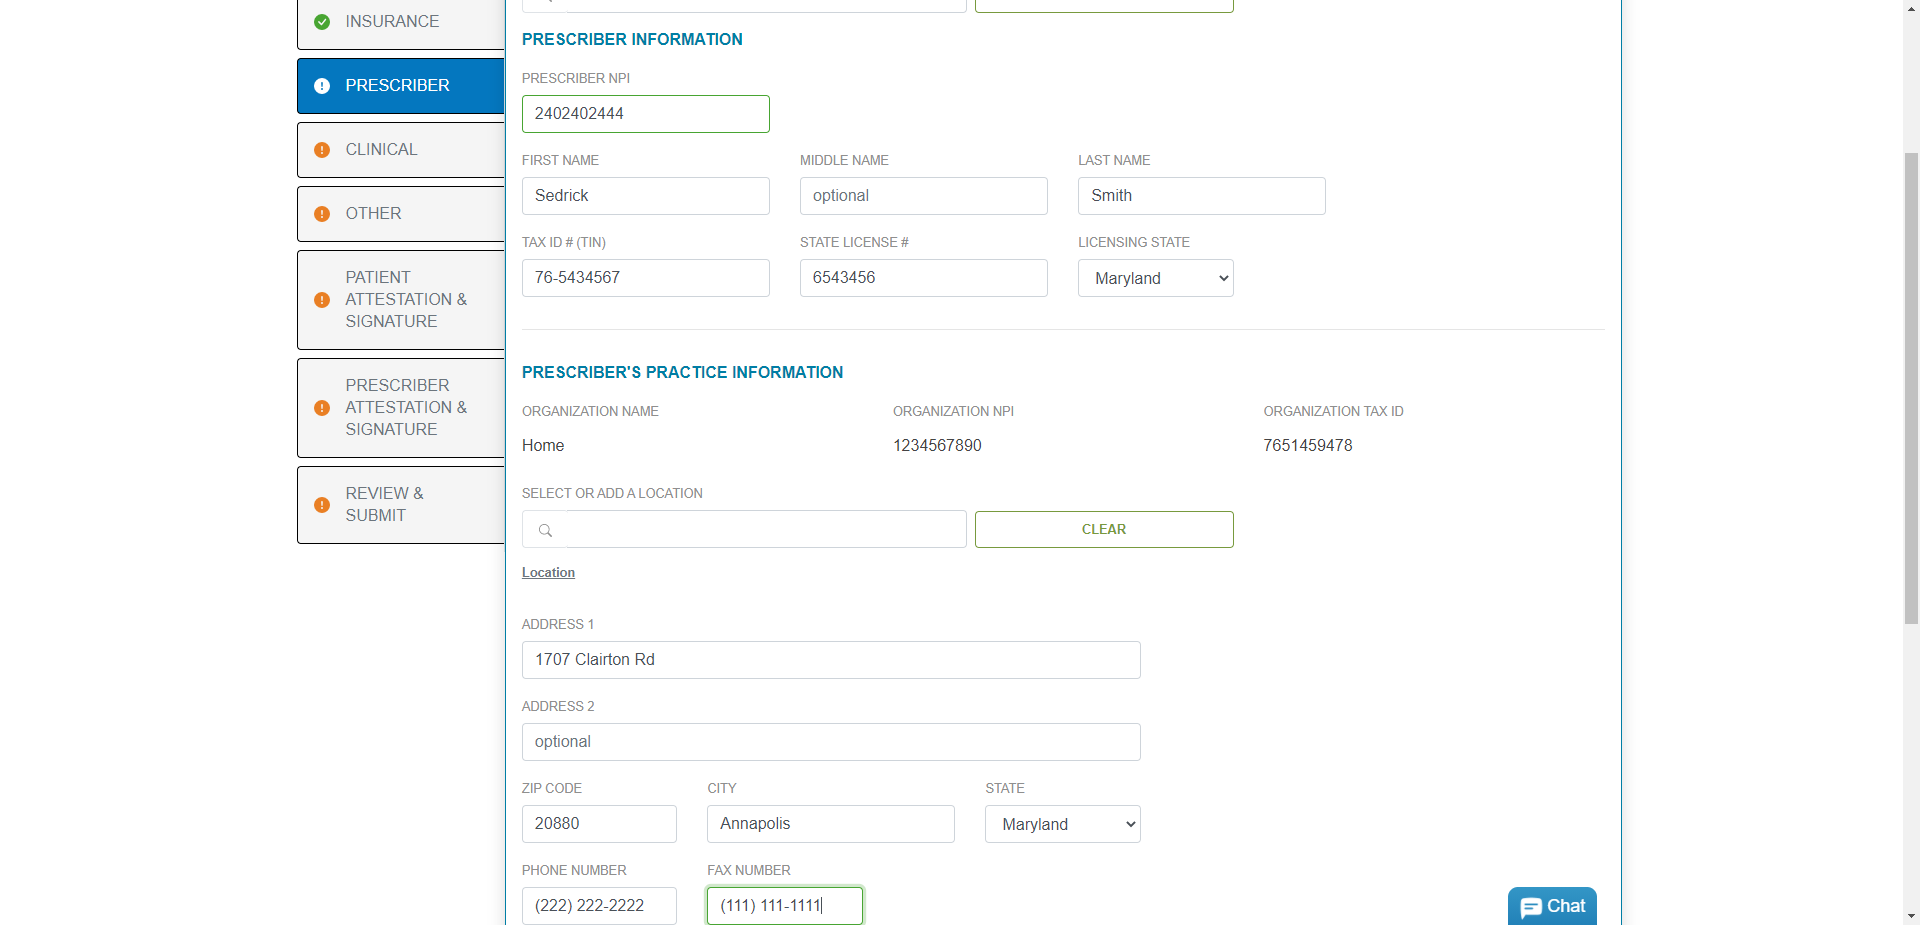 INSURANCE
PRESCRIBER
CLINICAL
OTHER
PATIENT
ATTESTATION &
SIGNATURE
PRESCRIBER
ATTESTATION &
SIGNATURE
REVIEW &
SUBMIT
PRESCRIBER INFORMATION
PRESCRIBER NPI
2402402444
FIRST NAME MIDDLE NAME LAST NAME
Sedrick optional Smith
TAX ID # (TIN) STATE LICENSE # LICENSING STATE
76-5434567 6543456 Maryland
PRESCRIBER'S PRACTICE INFORMATION
ORGANIZATION NAME ORGANIZATION NPI ORGANIZATION TAX ID
Home 1234567890 7651459478
SELECT OR ADD A LOCATION
CLEAR
Location
ADDRESS 1
1707 Clairton Rd
ADDRESS 2
optional
ZIP CODE CITY STATE
20880 Annapolis Maryland
PHONE NUMBER FAX NUMBER
(222) 222-2222 (111) 111-1111
Chat